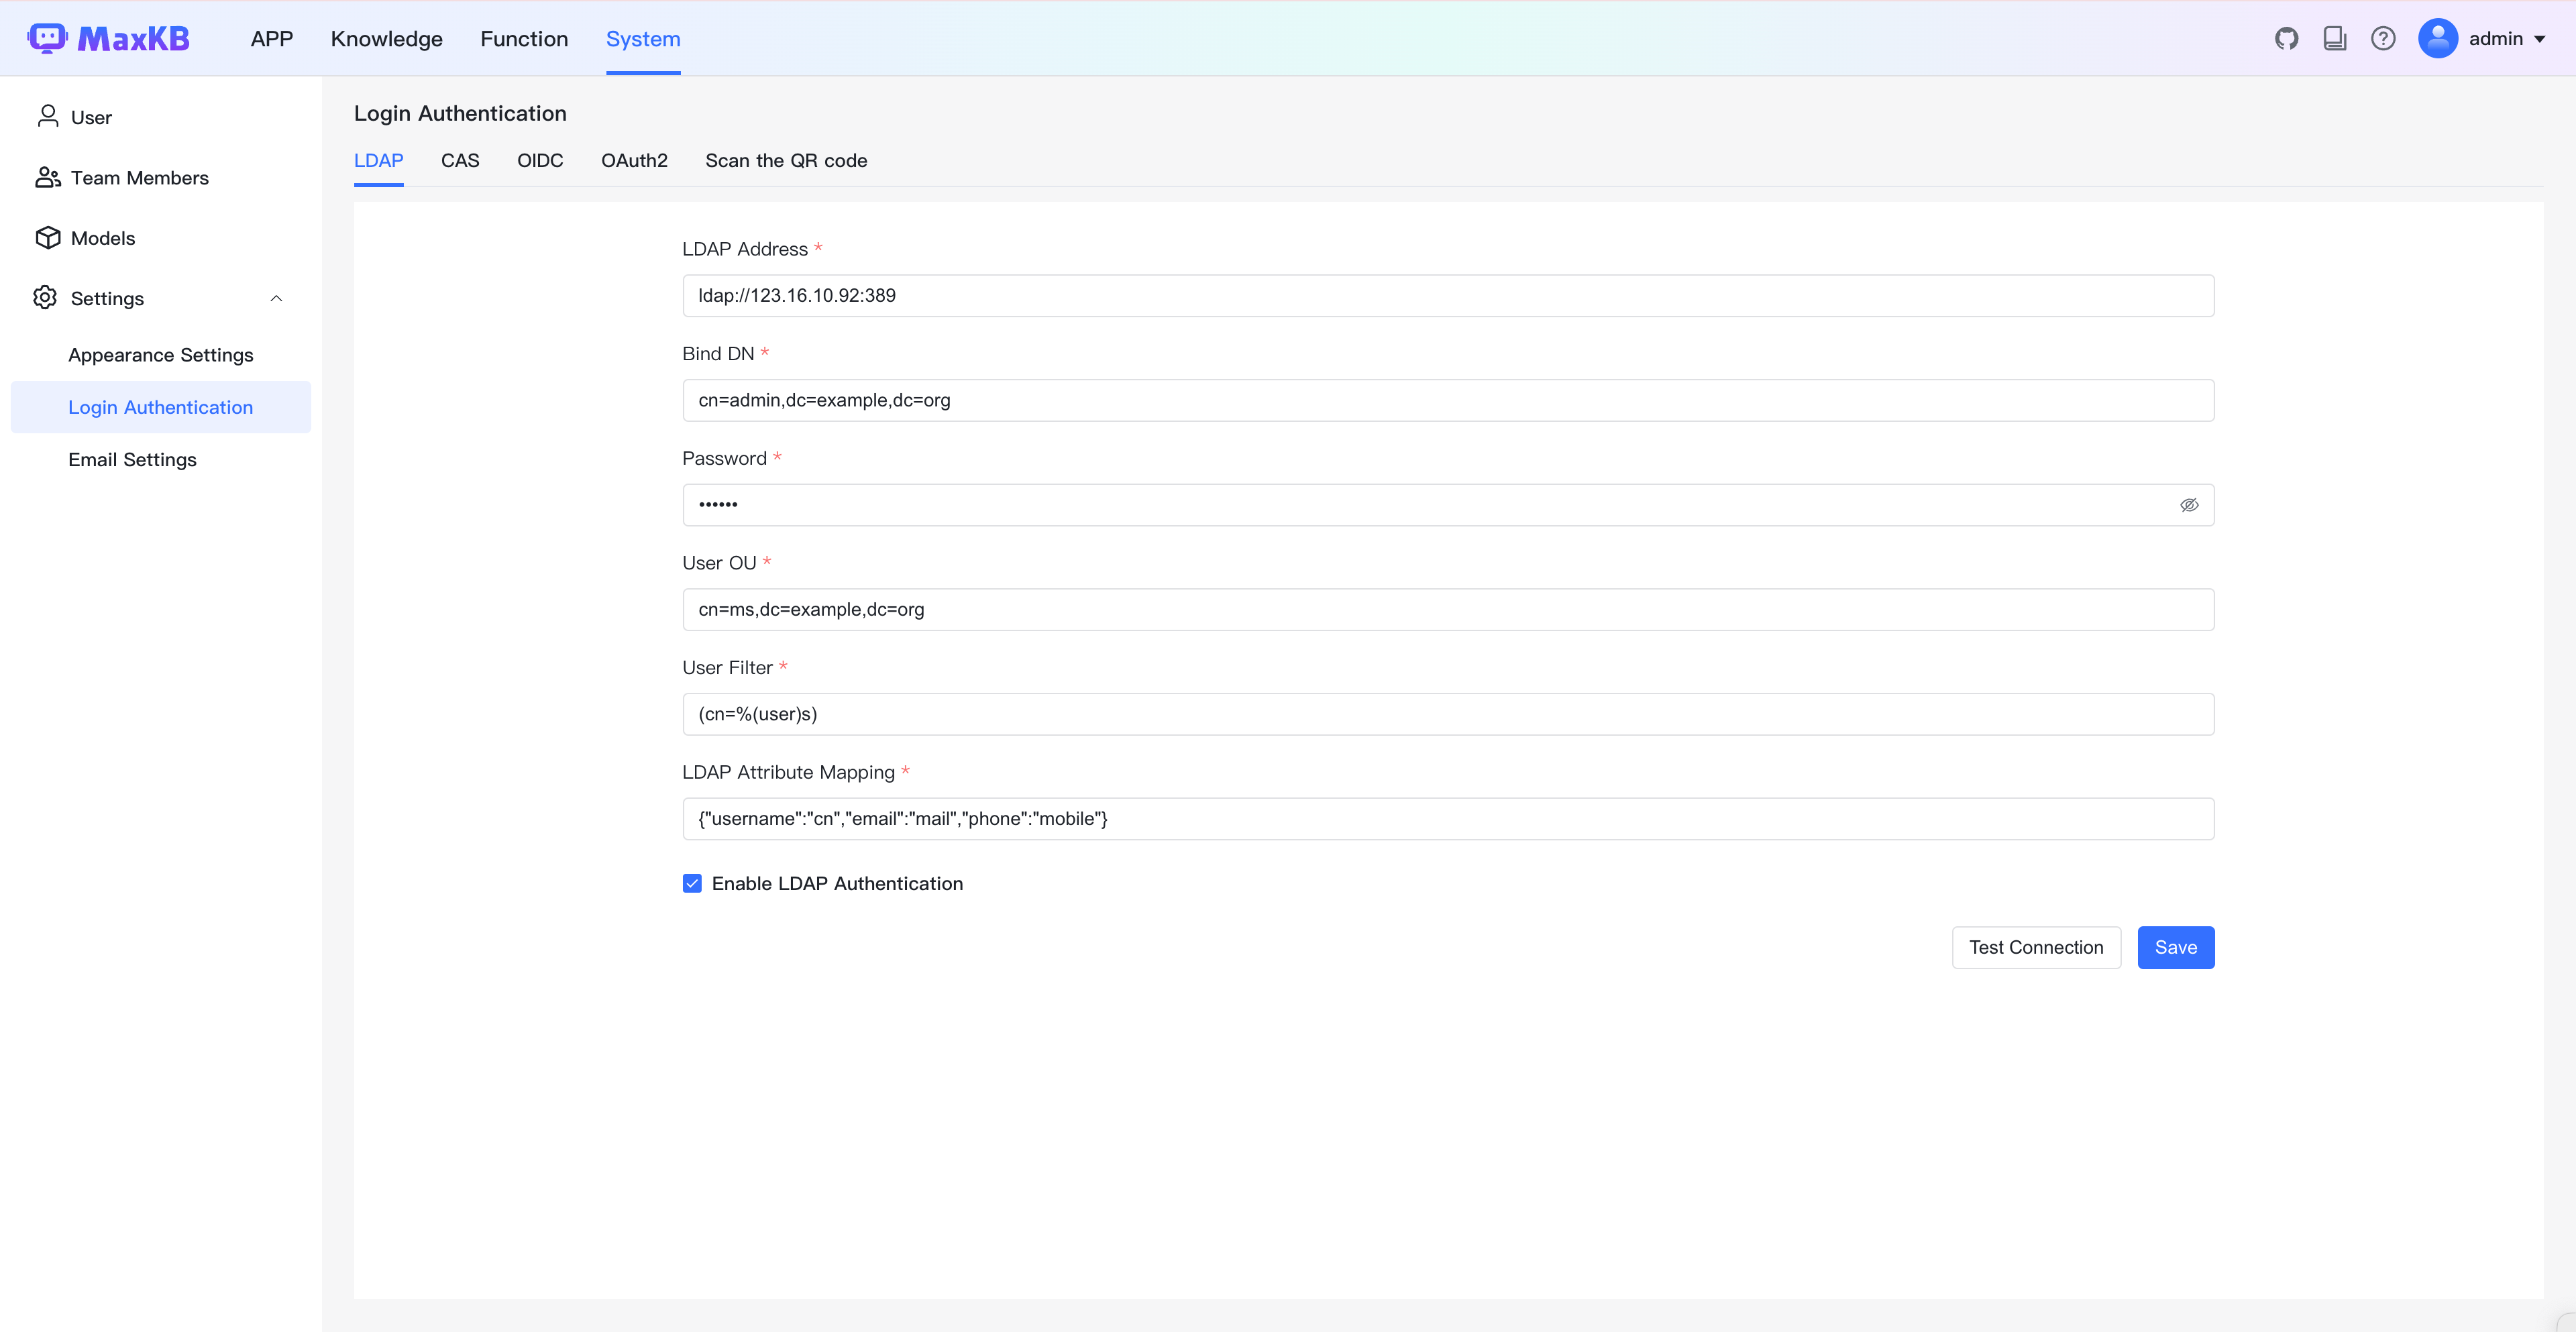 MaxKB APP Knowledge Function System admin
User
Team Members
Models
Settings
Appearance Settings
Login Authentication
Email Settings
Login Authentication
LDAP CAS OIDC OAuth2 Scan the QR code
LDAP Address *
ldap://123.16.10.92:389
Bind DN *
cn=admin,dc=example,dc=org
Password *
••••••
User OU *
cn=ms,dc=example,dc=org
User Filter *
(cn=%(user)s)
LDAP Attribute Mapping *
{"username":"cn","email":"mail","phone":"mobile"}
Enable LDAP Authentication
Test Connection Save